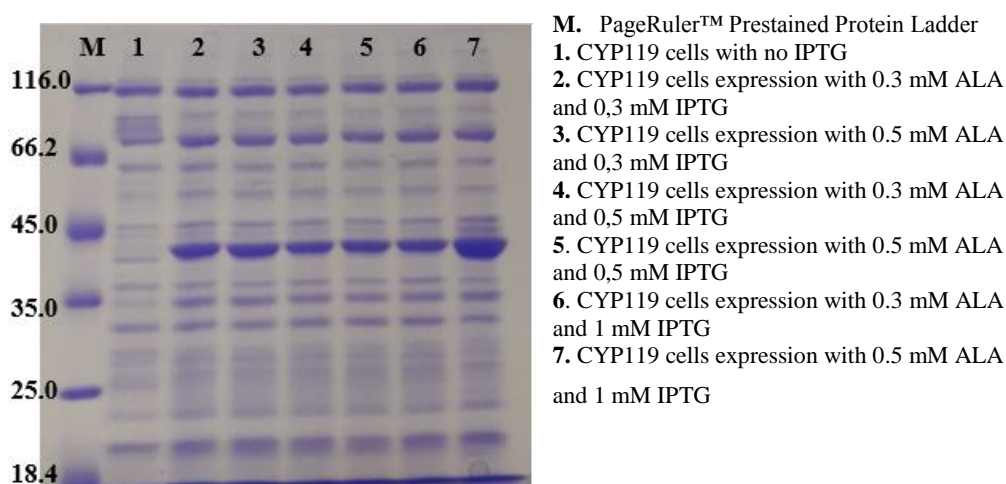 M 1 2 3 4 5 6 7
116.0
66.2
45.0
35.0
25.0
18.4
M. PageRuler™ Prestained Protein Ladder
1. CYP119 cells with no IPTG
2. CYP119 cells expression with 0.3 mM ALA
and 0,3 mM IPTG
3. CYP119 cells expression with 0.5 mM ALA
and 0,3 mM IPTG
4. CYP119 cells expression with 0.3 mM ALA
and 0,5 mM IPTG
5. CYP119 cells expression with 0.5 mM ALA
and 0,5 mM IPTG
6. CYP119 cells expression with 0.3 mM ALA
and 1 mM IPTG
7. CYP119 cells expression with 0.5 mM ALA
and 1 mM IPTG